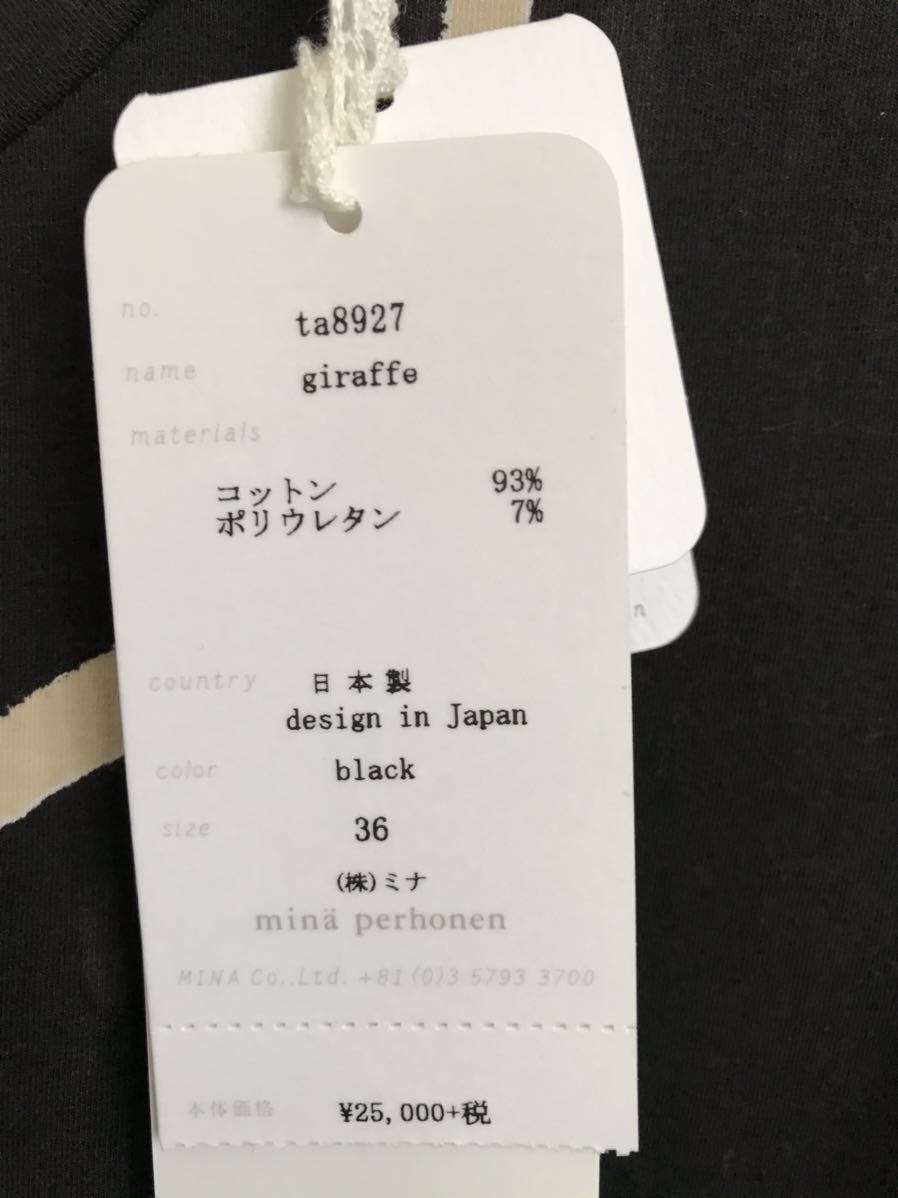 no. ta8927
name giraffe
materials
コットン 93%
ポリウレタン 7%
country 日本製
design in Japan
color black
size 36
(株)ミナ
minä perhonen
MINA Co.,Ltd. +81(0)3 5793 3700
本体価格 ¥25,000+税
n